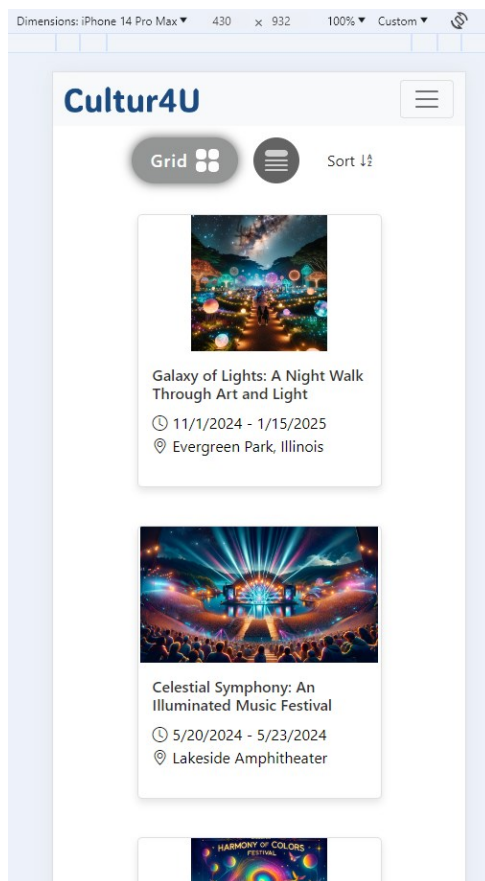 Dimensions: iPhone 14 Pro Max ▼ 430 × 932 100% ▼ Custom ▼
Cultur4U
Grid Sort
Galaxy of Lights: A Night Walk
Through Art and Light
11/1/2024 - 1/15/2025
Evergreen Park, Illinois
Celestial Symphony: An
Illuminated Music Festival
5/20/2024 - 5/23/2024
Lakeside Amphitheater
HARMONY OF COLORS
FESTIVAL